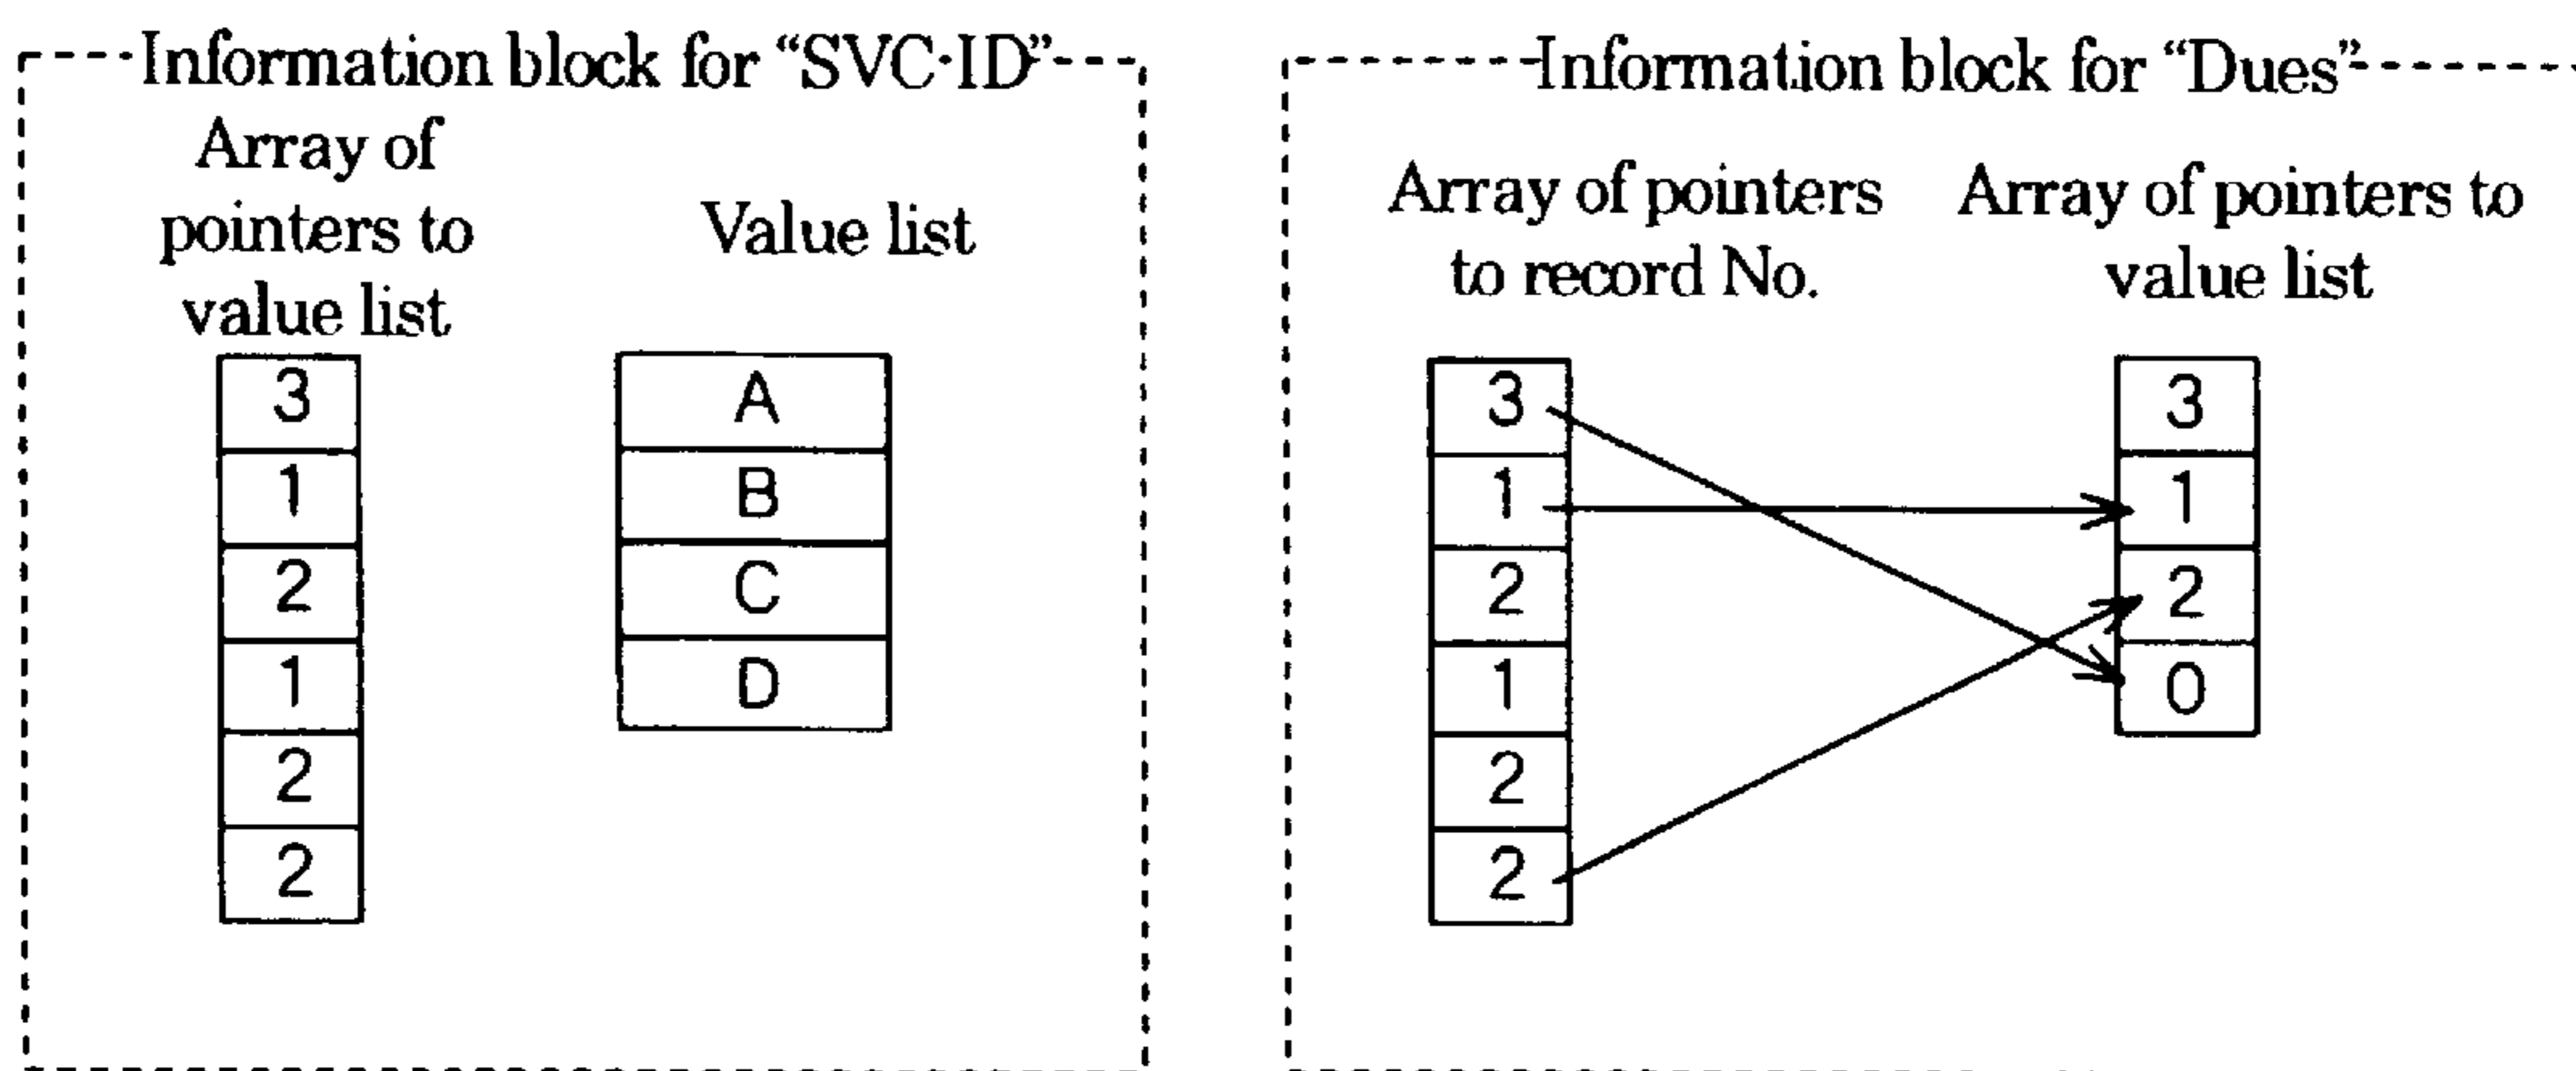 Information block for “SVC·ID”
Array of
pointers to
value list
Value list
3
1
2
1
2
2
A
B
C
D
Information block for “Dues”
Array of pointers
to record No.
Array of pointers to
value list
3
1
2
1
2
2
3
1
2
0